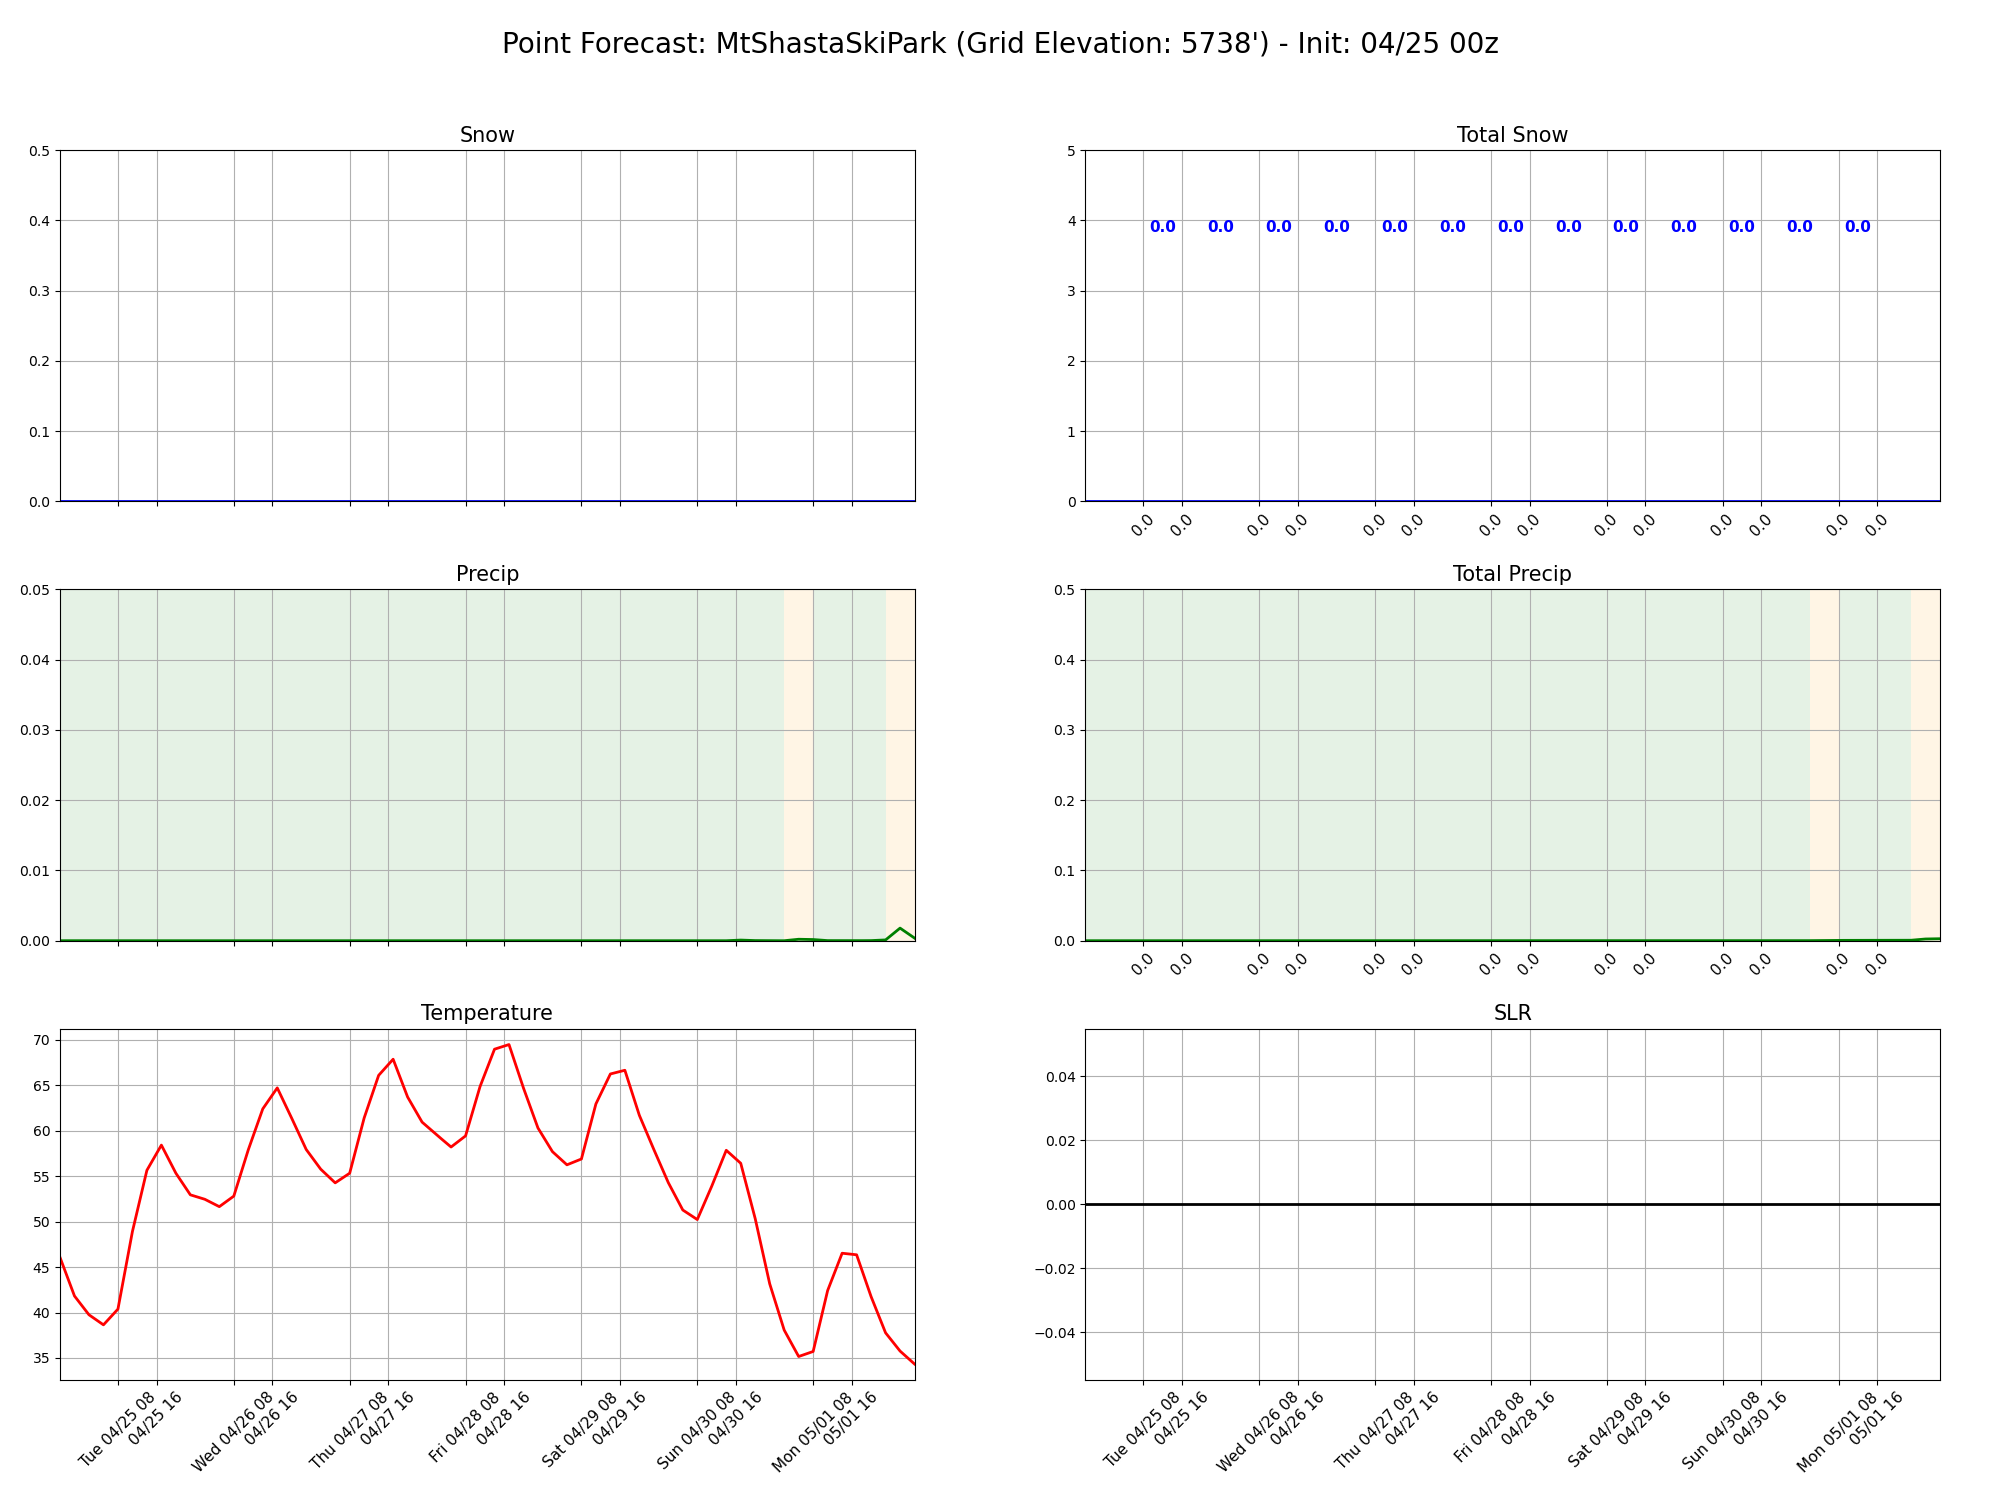 Point Forecast: MtShastaSkiPark (Grid Elevation: 5738') - Init: 04/25 00z
Snow
0.5
0.4
0.3
0.2
0.1
0.0
Total Snow
5
4
3
2
1
0
0.0 0.0 0.0 0.0 0.0 0.0 0.0 0.0 0.0 0.0 0.0 0.0 0.0
0.0 0.0 0.0 0.0 0.0 0.0 0.0 0.0 0.0 0.0 0.0 0.0 0.0 0.0
Precip
0.05
0.04
0.03
0.02
0.01
0.00
Total Precip
0.5
0.4
0.3
0.2
0.1
0.0
0.0 0.0 0.0 0.0 0.0 0.0 0.0 0.0 0.0 0.0 0.0 0.0 0.0 0.0
Temperature
70
65
60
55
50
45
40
35
Tue 04/25 08
04/25 16
Wed 04/26 08
04/26 16
Thu 04/27 08
04/27 16
Fri 04/28 08
04/28 16
Sat 04/29 08
04/29 16
Sun 04/30 08
04/30 16
Mon 05/01 08
05/01 16
SLR
0.04
0.02
0.00
−0.02
−0.04
Tue 04/25 08
04/25 16
Wed 04/26 08
04/26 16
Thu 04/27 08
04/27 16
Fri 04/28 08
04/28 16
Sat 04/29 08
04/29 16
Sun 04/30 08
04/30 16
Mon 05/01 08
05/01 16